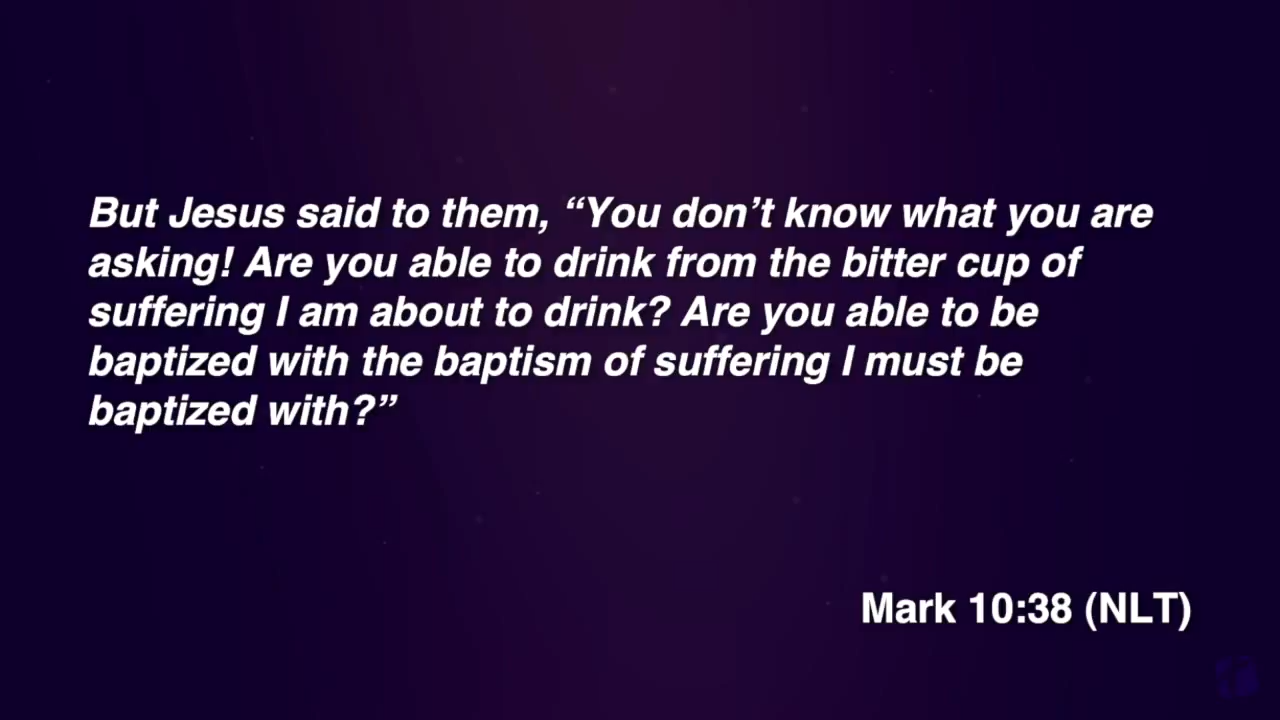 But Jesus said to them, “You don’t know what you are
asking! Are you able to drink from the bitter cup of
suffering I am about to drink? Are you able to be
baptized with the baptism of suffering I must be
baptized with?”
Mark 10:38 (NLT)